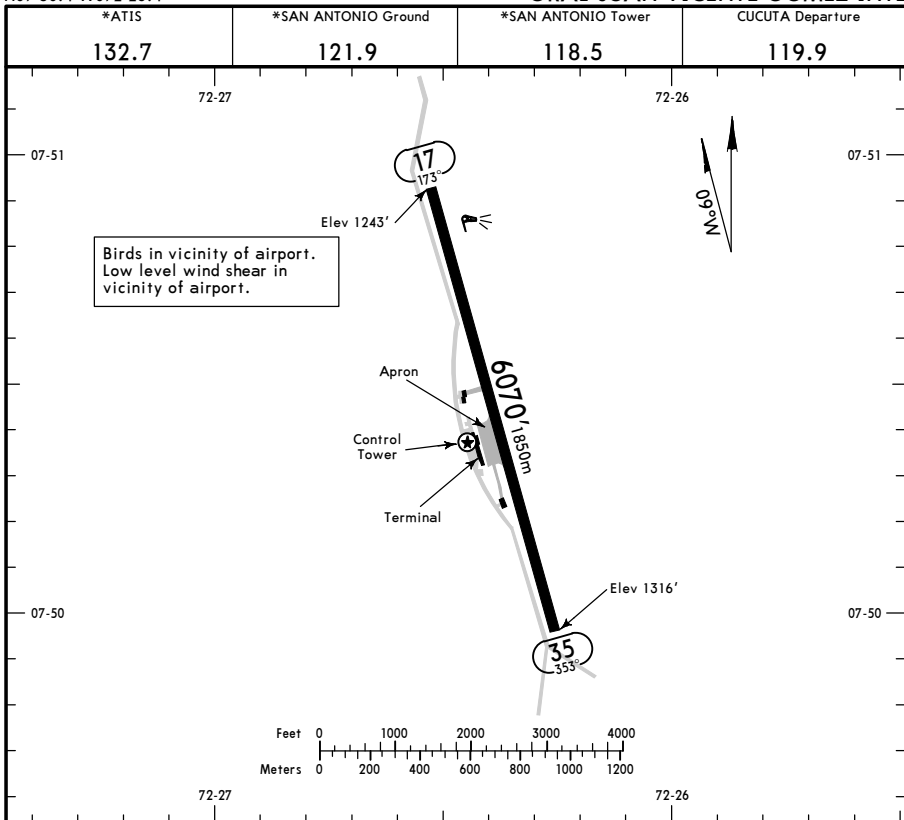 *ATIS
132.7
*SAN ANTONIO Ground
121.9
*SAN ANTONIO Tower
118.5
CUCUTA Departure
119.9
72-27
72-26
07-51
07-51
17
173°
09°W
Elev 1243'
Birds in vicinity of airport.
Low level wind shear in
vicinity of airport.
6070'
1850m
Apron
Control
Tower
Terminal
Elev 1316'
07-50
07-50
35
353°
Feet 0 1000 2000 3000 4000
Meters 0 200 400 600 800 1000 1200
72-27
72-26